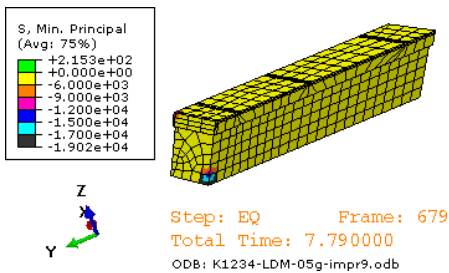 S, Min. Principal
(Avg: 75%)
+2.153e+02
+0.000e+00
-6.000e+03
-9.000e+03
-1.200e+04
-1.500e+04
-1.700e+04
-1.902e+04
Z
X
Y
Step: EQ Frame: 679
Total Time: 7.790000
ODB: K1234-LDM-05g-impr9.odb